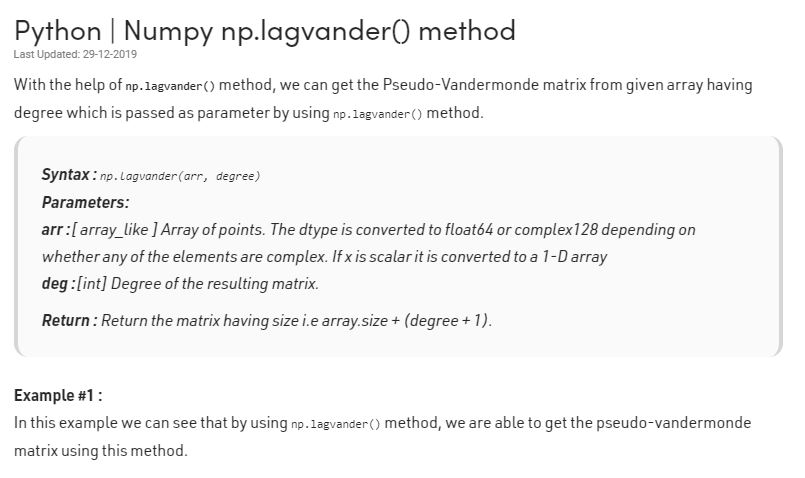 Python | Numpy np.lagvander() method
Last Updated: 29-12-2019
With the help of np.lagvander() method, we can get the Pseudo-Vandermonde matrix from given array having
degree which is passed as parameter by using np.lagvander() method.
Syntax : np.lagvander(arr, degree)
Parameters:
arr :[ array_like ] Array of points. The dtype is converted to float64 or complex128 depending on
whether any of the elements are complex. If x is scalar it is converted to a 1-D array
deg :[int] Degree of the resulting matrix.
Return : Return the matrix having size i.e array.size + (degree + 1).
Example #1 :
In this example we can see that by using np.lagvander() method, we are able to get the pseudo-vandermonde
matrix using this method.